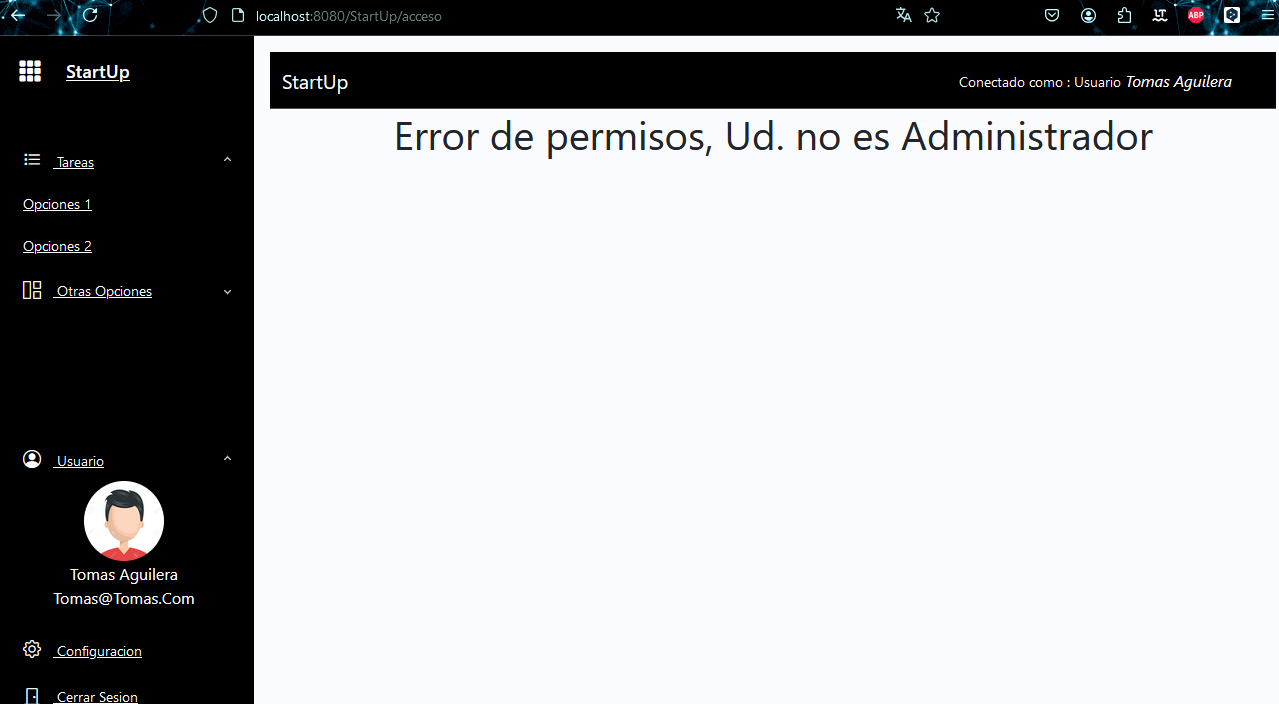 localhost:8080/StartUp/acceso
ABP
StartUp
StartUp
Conectado como : Usuario Tomas Aguilera
Error de permisos, Ud. no es Administrador
Tareas
Opciones 1
Opciones 2
Otras Opciones
Usuario
Tomas Aguilera
Tomas@Tomas.Com
Configuracion
Cerrar Sesion